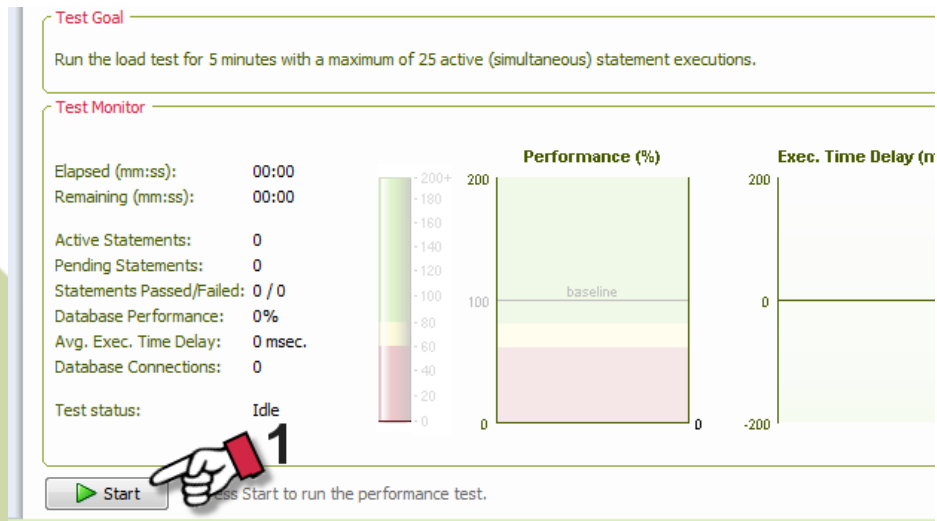 Test Goal
Run the load test for 5 minutes with a maximum of 25 active (simultaneous) statement executions.
Test Monitor
Performance (%)
Exec. Time Delay (m
Elapsed (mm:ss): 00:00
Remaining (mm:ss): 00:00
Active Statements: 0
Pending Statements: 0
Statements Passed/Failed: 0 / 0
Database Performance: 0%
Avg. Exec. Time Delay: 0 msec.
Database Connections: 0
Test status: Idle
200+
180
160
140
120
100
80
60
40
20
0
200
100
0
baseline
0
200
0
-200
1
Start
Start to run the performance test.